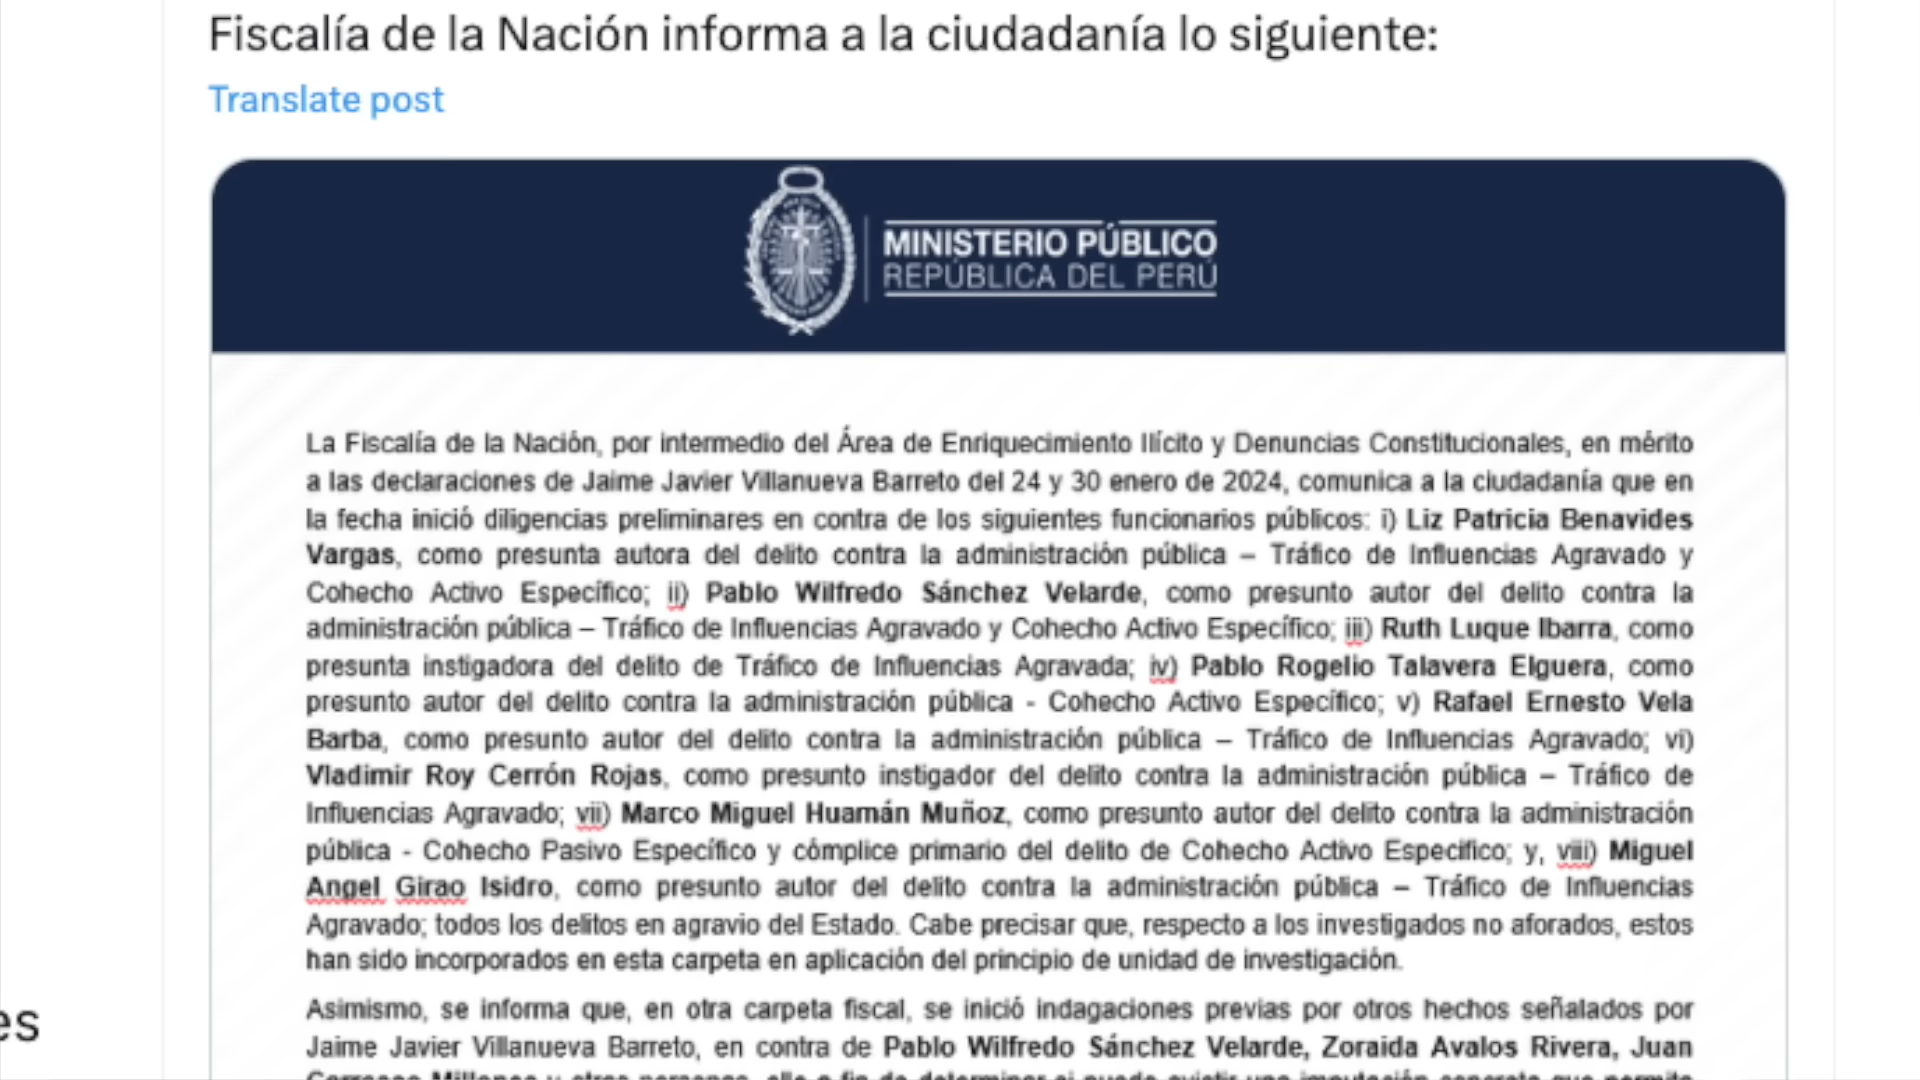 Fiscalía de la Nación informa a la ciudadanía lo siguiente:
Translate post
MINISTERIO PÚBLICO
REPÚBLICA DEL PERÚ
La Fiscalía de la Nación, por intermedio del Área de Enriquecimiento Ilícito y Denuncias Constitucionales, en mérito
a las declaraciones de Jaime Javier Villanueva Barreto del 24 y 30 enero de 2024, comunica a la ciudadanía que en
la fecha inició diligencias preliminares en contra de los siguientes funcionarios públicos: i) Liz Patricia Benavides
Vargas, como presunta autora del delito contra la administración pública – Tráfico de Influencias Agravado y
Cohecho Activo Específico; ii) Pablo Wilfredo Sánchez Velarde, como presunto autor del delito contra la
administración pública – Tráfico de Influencias Agravado y Cohecho Activo Específico; iii) Ruth Luque Ibarra, como
presunta instigadora del delito de Tráfico de Influencias Agravada; iv) Pablo Rogelio Talavera Elguera, como
presunto autor del delito contra la administración pública - Cohecho Activo Específico; v) Rafael Ernesto Vela
Barba, como presunto autor del delito contra la administración pública – Tráfico de Influencias Agravado; vi)
Vladimir Roy Cerrón Rojas, como presunto instigador del delito contra la administración pública – Tráfico de
Influencias Agravado; vii) Marco Miguel Huamán Muñoz, como presunto autor del delito contra la administración
pública - Cohecho Pasivo Específico y cómplice primario del delito de Cohecho Activo Especifico; y, viii) Miguel
Angel Girao Isidro, como presunto autor del delito contra la administración pública – Tráfico de Influencias
Agravado; todos los delitos en agravio del Estado. Cabe precisar que, respecto a los investigados no aforados, estos
han sido incorporados en esta carpeta en aplicación del principio de unidad de investigación.
es
Asimismo, se informa que, en otra carpeta fiscal, se inició indagaciones previas por otros hechos señalados por
Jaime Javier Villanueva Barreto, en contra de Pablo Wilfredo Sánchez Velarde, Zoraida Avalos Rivera, Juan